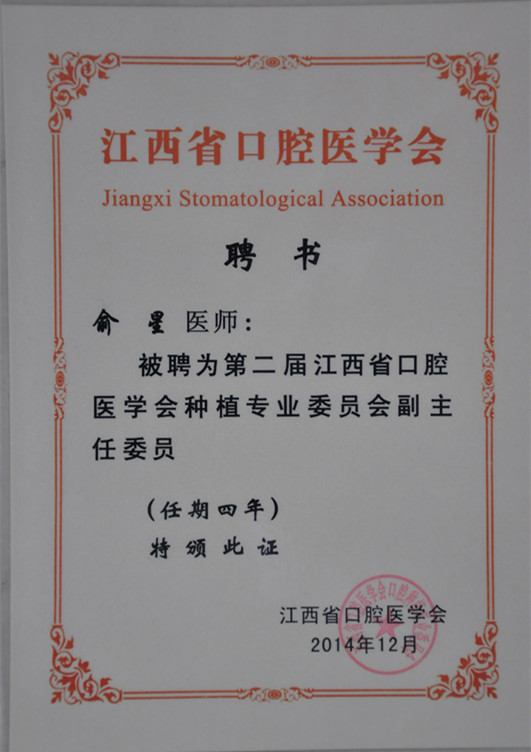 江西省口腔医学会
Jiangxi Stomatological Association
聘书
俞星医师：
被聘为第二届江西省口腔
医学会种植专业委员会副主
任委员
（任期四年）
特颁此证
江西省口腔医学会
2014年12月